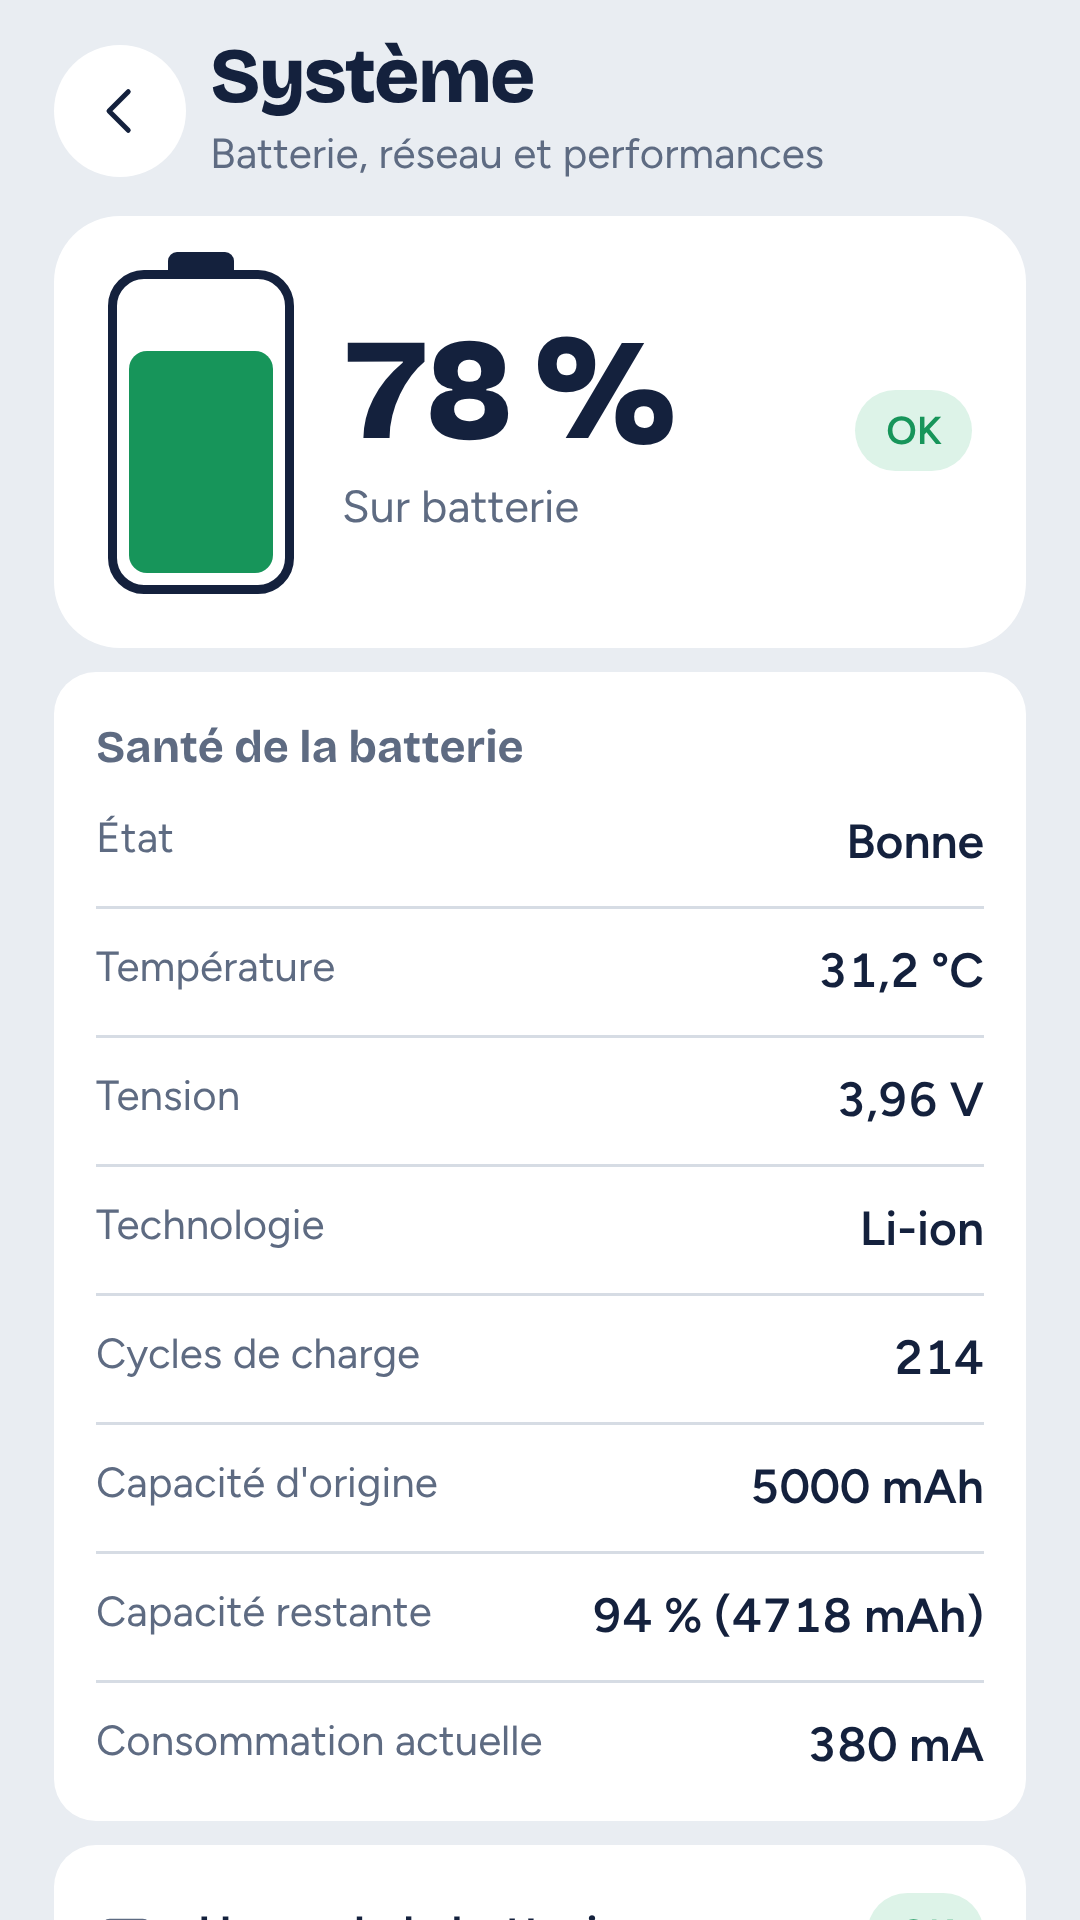 Système
Batterie, réseau et performances
78 %
Sur batterie
OK
Santé de la batterie
État
Bonne
Température
31,2 °C
Tension
3,96 V
Technologie
Li-ion
Cycles de charge
214
Capacité d'origine
5000 mAh
Capacité restante
94 % (4718 mAh)
Consommation actuelle
380 mA